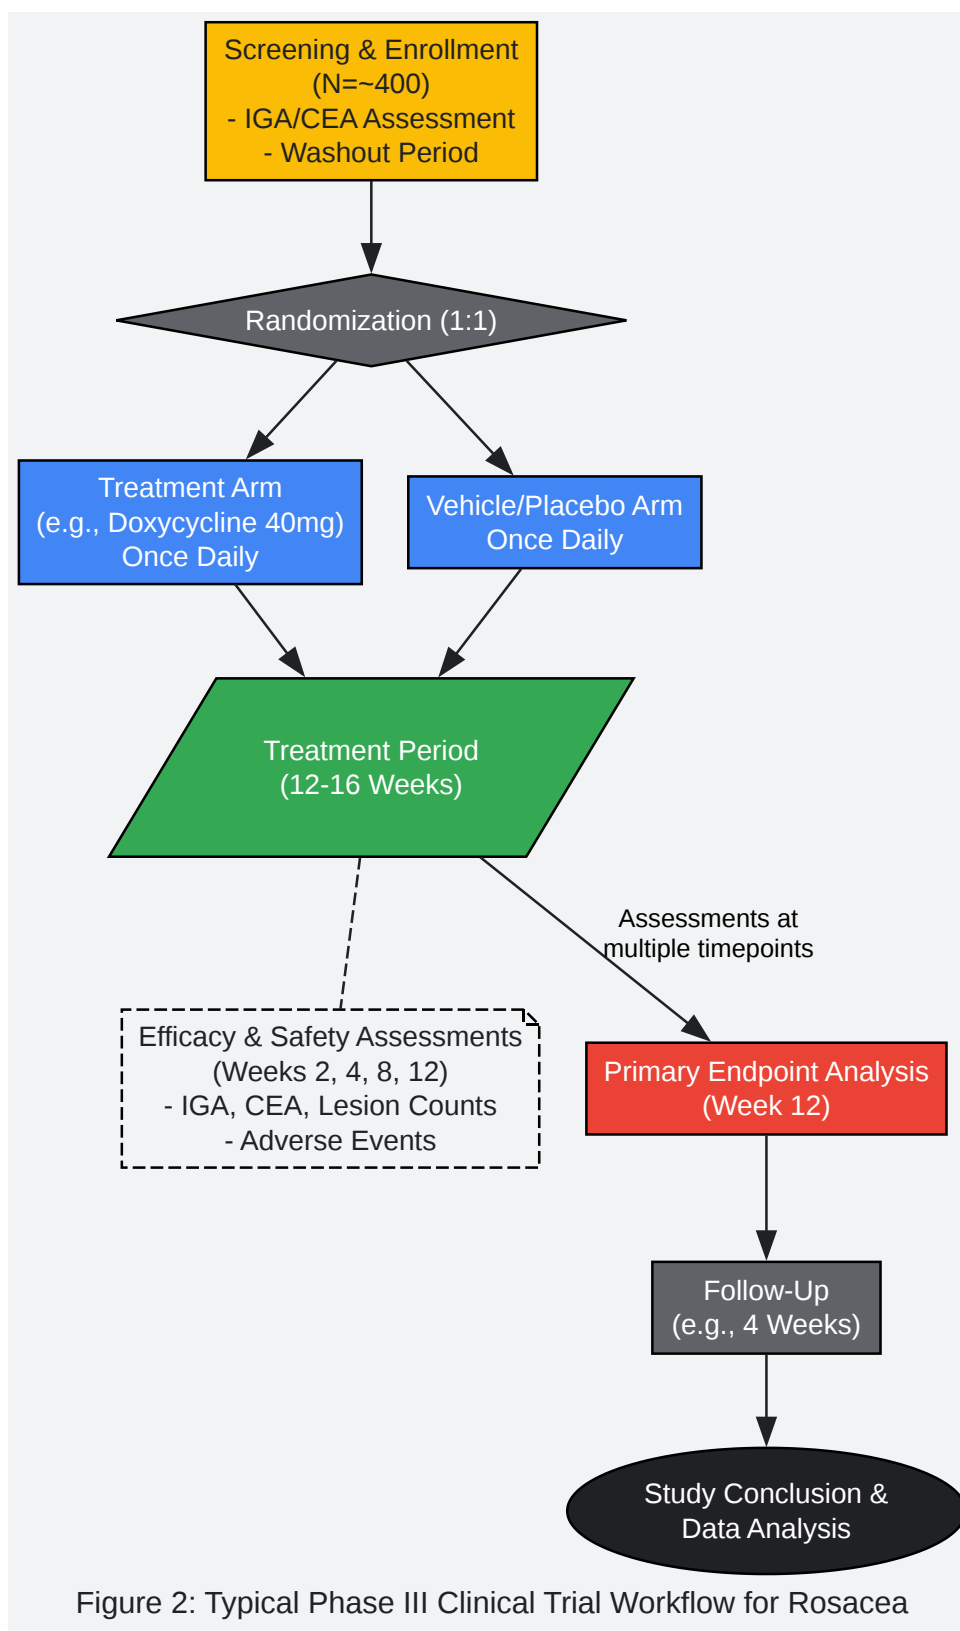 Screening & Enrollment
(N=~400)
- IGA/CEA Assessment
- Washout Period
Randomization (1:1)
Treatment Arm
(e.g., Doxycycline 40mg)
Once Daily
Vehicle/Placebo Arm
Once Daily
Treatment Period
(12-16 Weeks)
Assessments at
multiple timepoints
Efficacy & Safety Assessments
(Weeks 2, 4, 8, 12)
- IGA, CEA, Lesion Counts
- Adverse Events
Primary Endpoint Analysis
(Week 12)
Follow-Up
(e.g., 4 Weeks)
Study Conclusion &
Data Analysis
Figure 2: Typical Phase III Clinical Trial Workflow for Rosacea